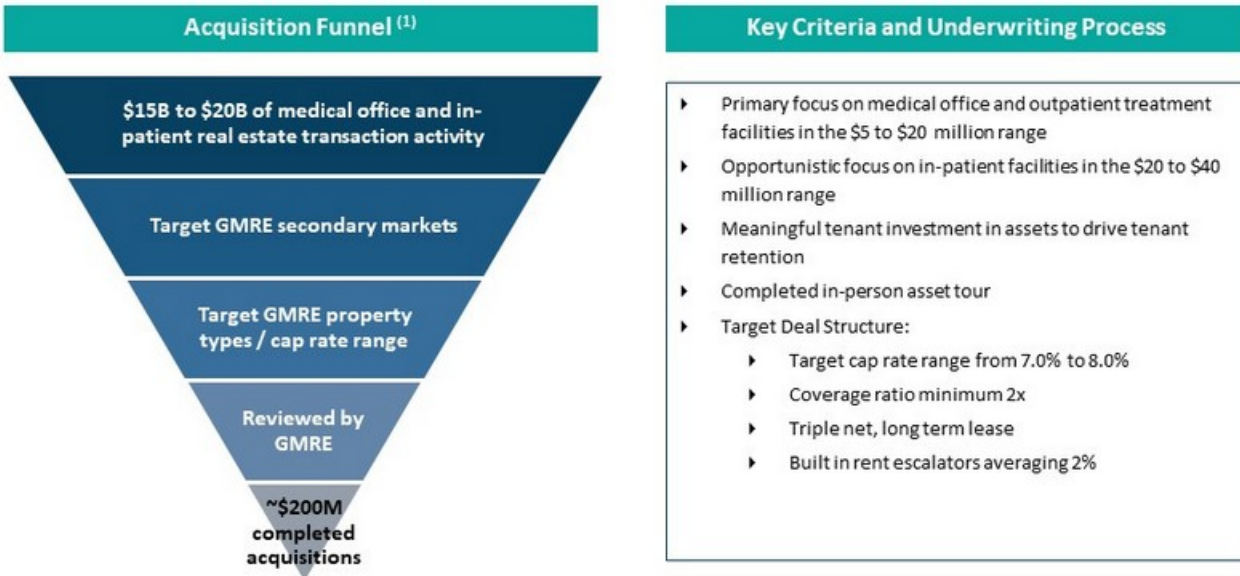 Acquisition Funnel (1)
$15B to $20B of medical office and in-
patient real estate transaction activity
Target GMRE secondary markets
Target GMRE property
types / cap rate range
Reviewed by
GMRE
~$200M
completed
acquisitions
Key Criteria and Underwriting Process
Primary focus on medical office and outpatient treatment
facilities in the $5 to $20 million range
Opportunistic focus on in-patient facilities in the $20 to $40
million range
Meaningful tenant investment in assets to drive tenant
retention
Completed in-person asset tour
Target Deal Structure:
Target cap rate range from 7.0% to 8.0%
Coverage ratio minimum 2x
Triple net, long term lease
Built in rent escalators averaging 2%